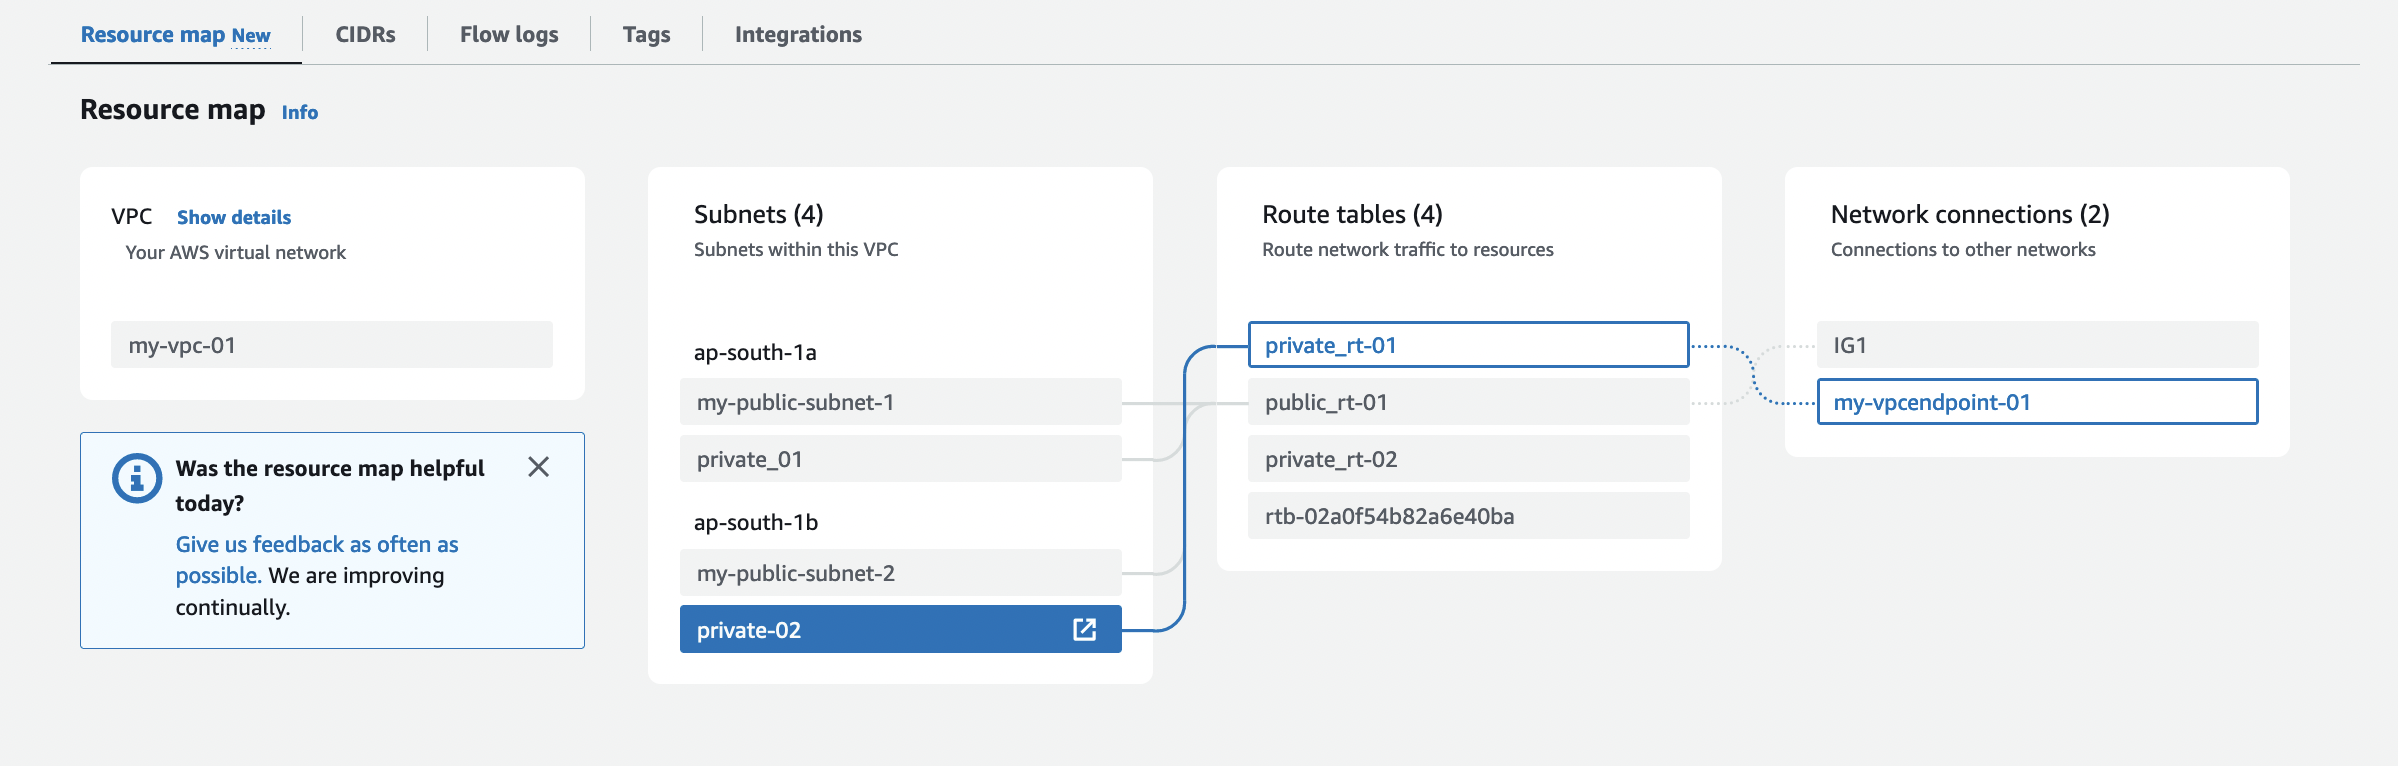 Resource map New
CIDRs
Flow logs
Tags
Integrations
Resource map Info
VPC Show details
Your AWS virtual network
my-vpc-01
Was the resource map helpful
today?
Give us feedback as often as
possible. We are improving
continually.
Subnets (4)
Subnets within this VPC
ap-south-1a
my-public-subnet-1
private_01
ap-south-1b
my-public-subnet-2
private-02
Route tables (4)
Route network traffic to resources
private_rt-01
public_rt-01
private_rt-02
rtb-02a0f54b82a6e40ba
Network connections (2)
Connections to other networks
IG1
my-vpcendpoint-01